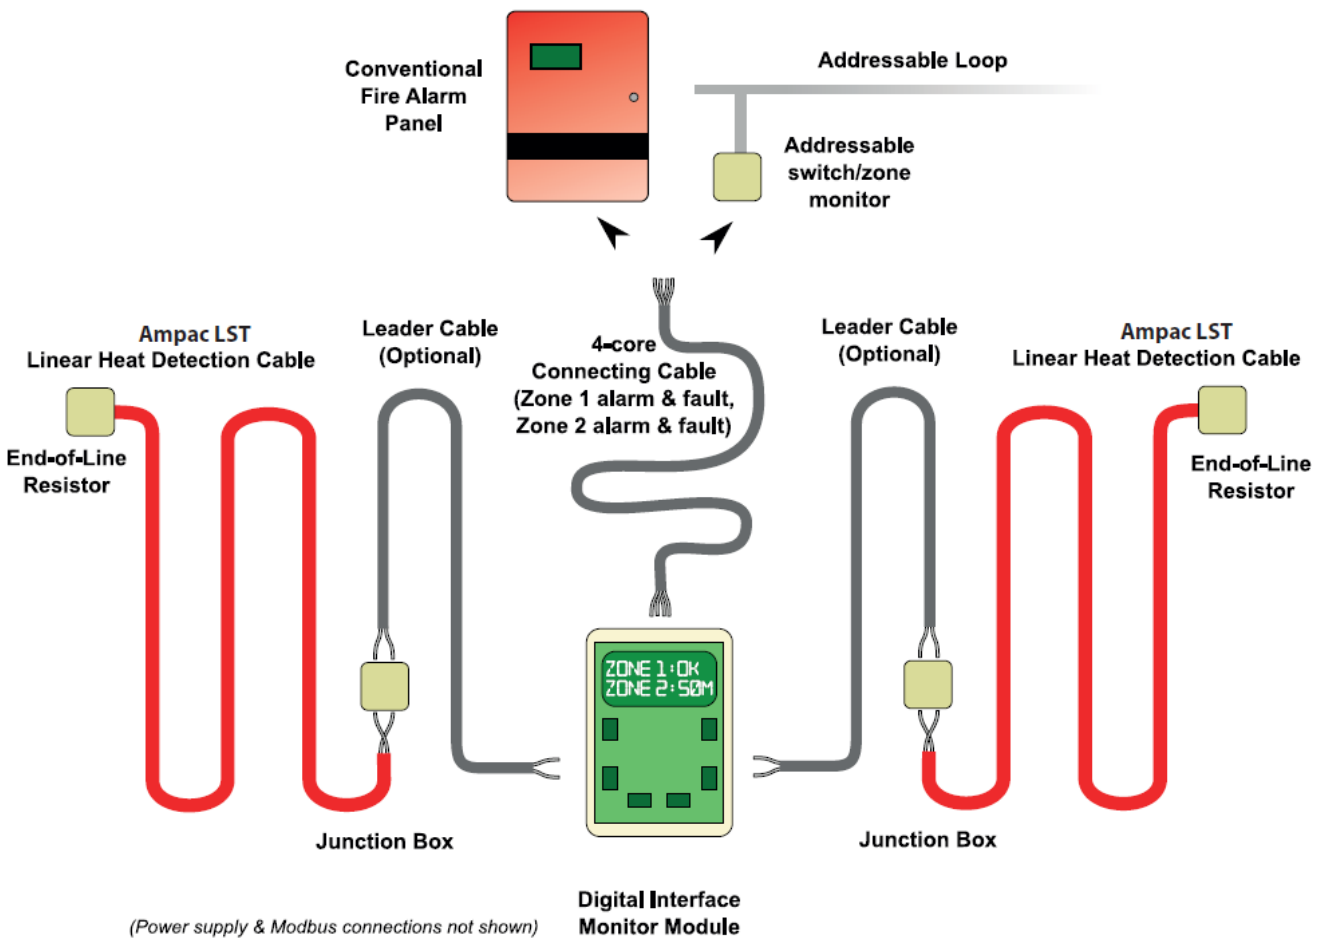 Conventional
Fire Alarm
Panel
Addressable Loop
Addressable
switch/zone
monitor
Ampac LST
Linear Heat Detection Cable
Leader Cable
(Optional)
4-core
Connecting Cable
(Zone 1 alarm & fault,
Zone 2 alarm & fault)
Leader Cable
(Optional)
Ampac LST
Linear Heat Detection Cable
End-of-Line
Resistor
End-of-Line
Resistor
ZONE 1:OK
ZONE 2:50M
Junction Box
Junction Box
Digital Interface
Monitor Module
(Power supply & Modbus connections not shown)